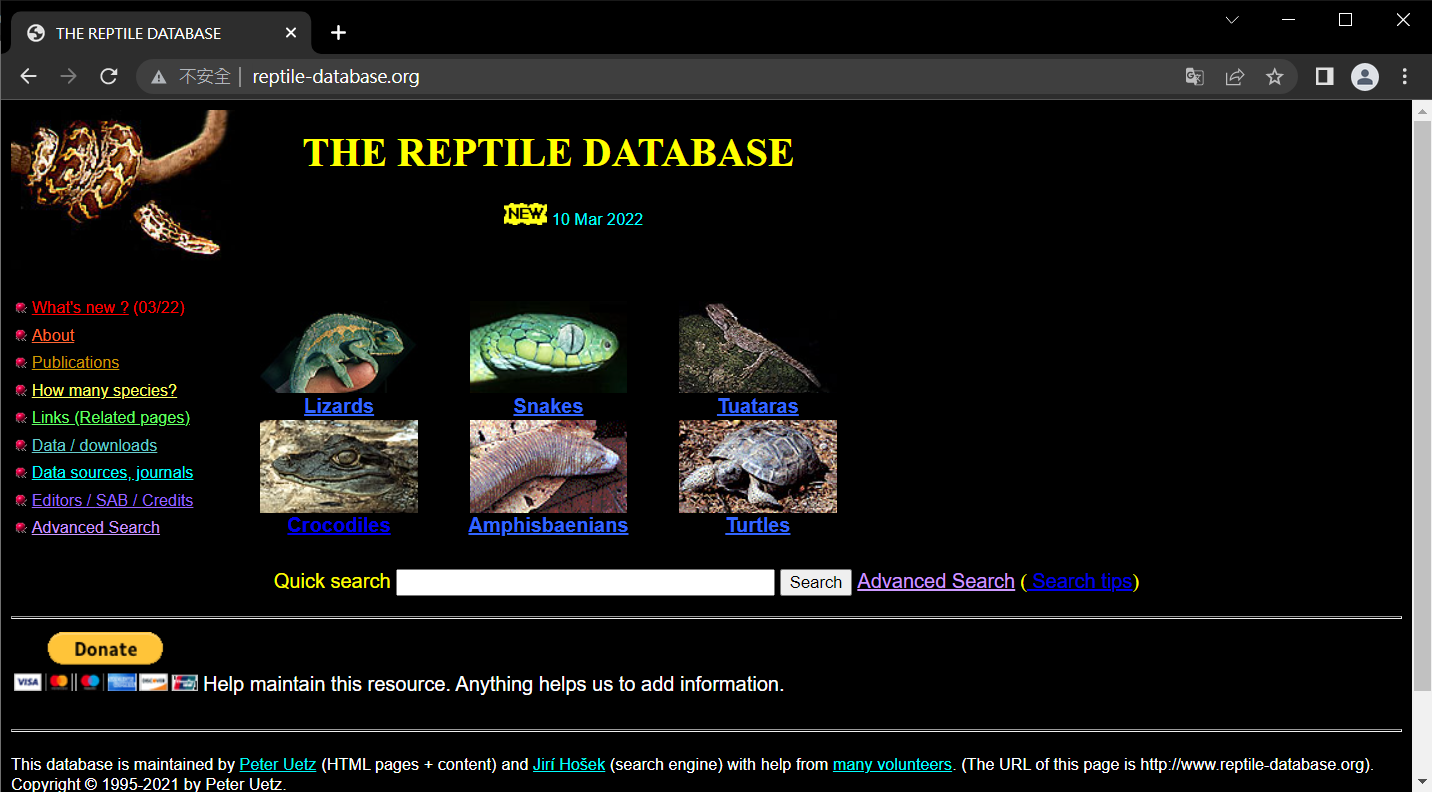 THE REPTILE DATABASE
不安全 | reptile-database.org
THE REPTILE DATABASE
NEW 10 Mar 2022
What's new ? (03/22)
About
Publications
How many species?
Links (Related pages)
Data / downloads
Data sources, journals
Editors / SAB / Credits
Advanced Search
Lizards Snakes Tuataras
Crocodiles Amphisbaenians Turtles
Quick search Search Advanced Search ( Search tips)
Donate
VISA DISCOVER
Help maintain this resource. Anything helps us to add information.
This database is maintained by Peter Uetz (HTML pages + content) and Jirí Hošek (search engine) with help from many volunteers. (The URL of this page is http://www.reptile-database.org).
Copyright © 1995-2021 by Peter Uetz.